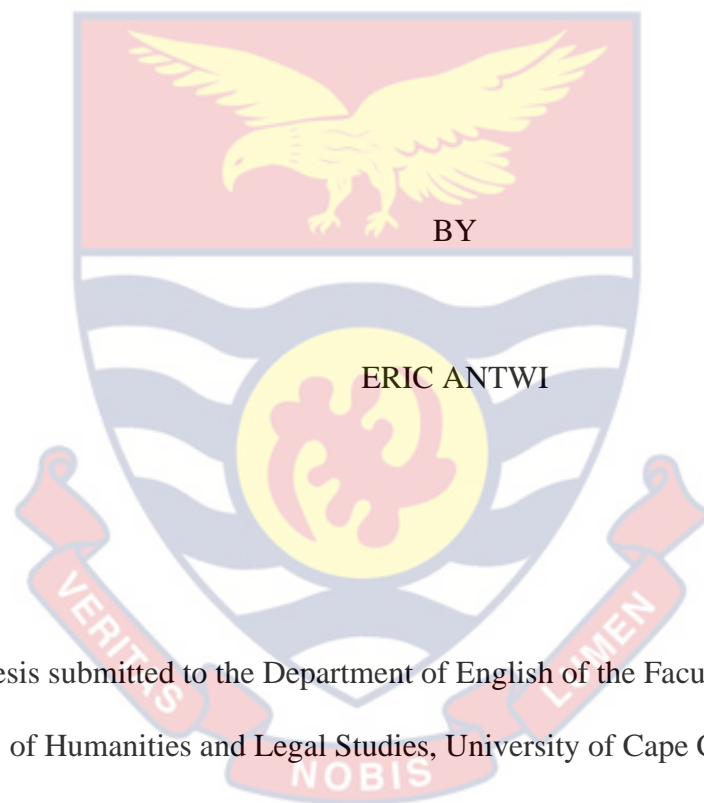 BY
ERIC ANTWI
VERITAS
LUMEN
esis submitted to the Department of English of the Facu
of Humanities and Legal Studies, University of Cape
NOBIS